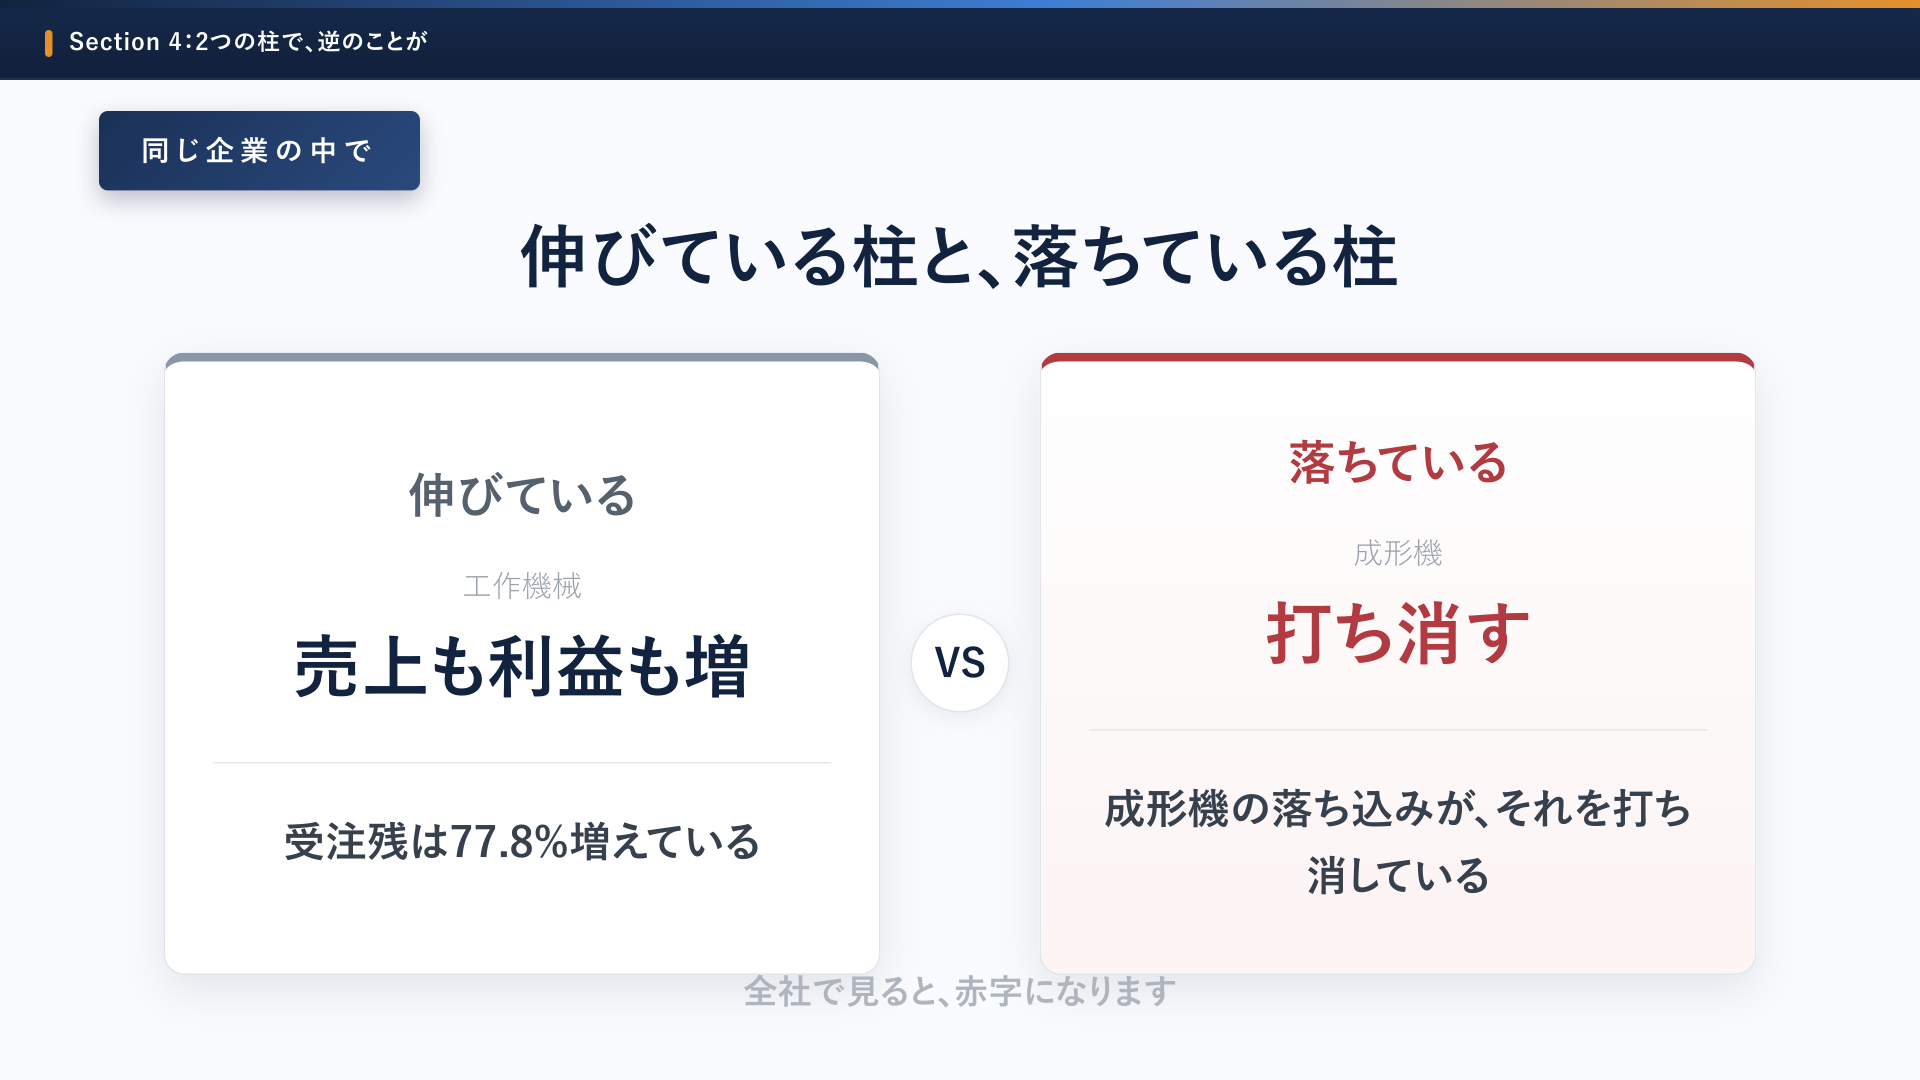 Section 4：2つの柱で、逆のことが
同じ企業の中で
伸びている柱と、落ちている柱
伸びている
工作機械
売上も利益も増
受注残は77.8%増えている
VS
落ちている
成形機
打ち消す
成形機の落ち込みが、それを打ち
消している
全社で見ると、赤字になります